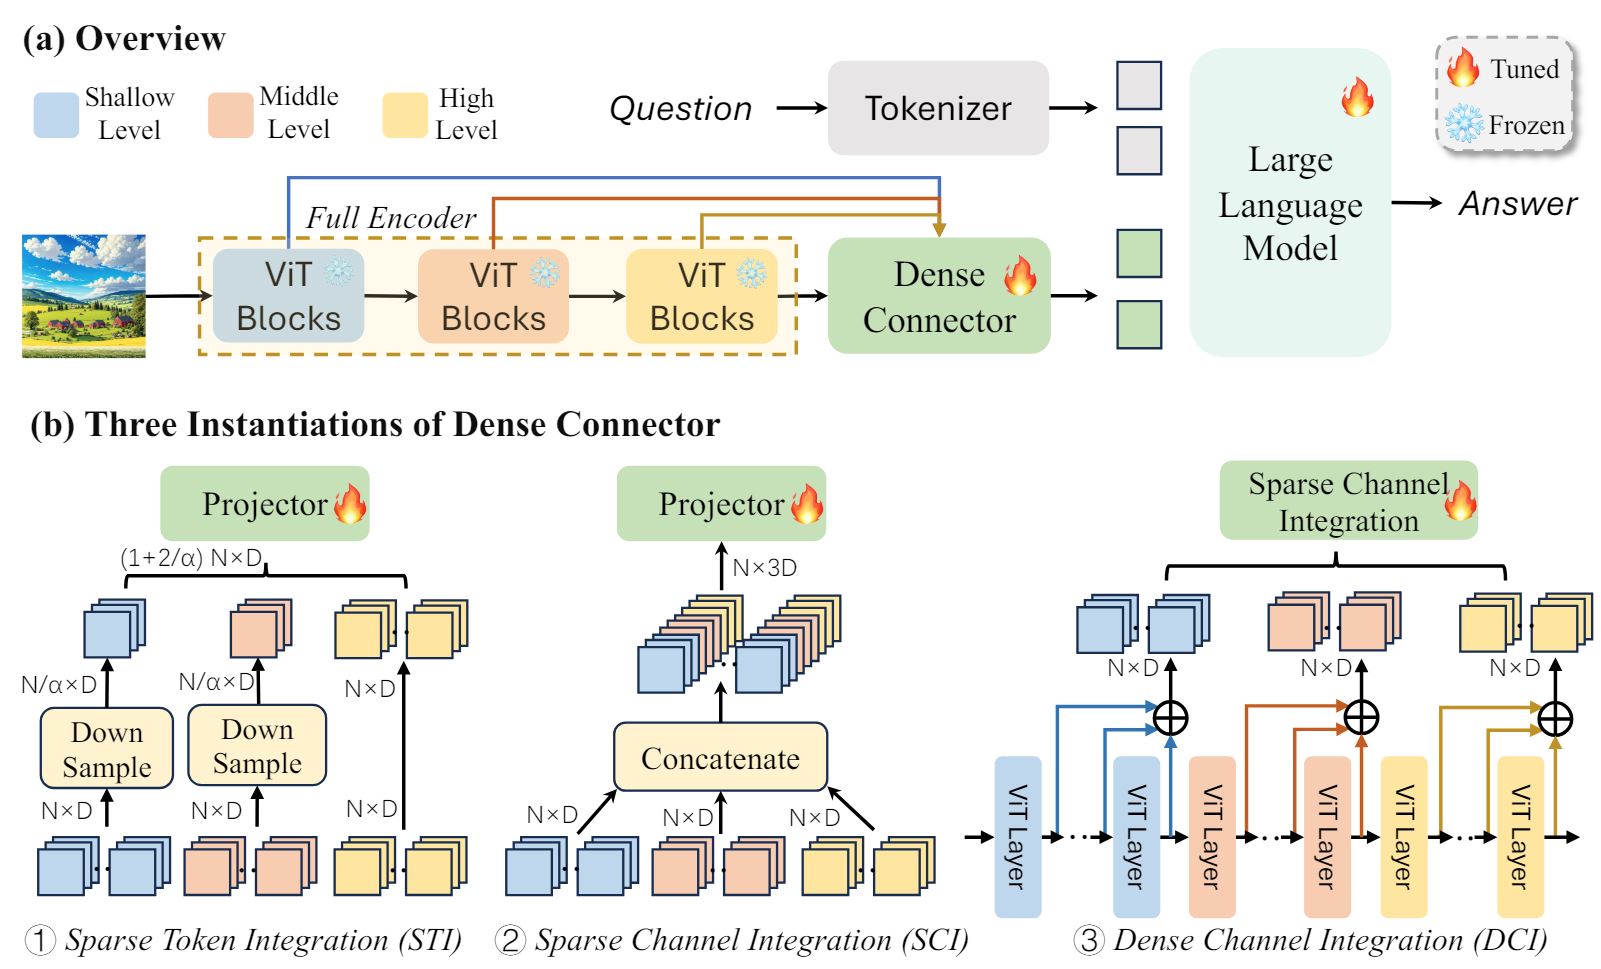 (a) Overview
Shallow
Level
Middle
Level
High
Level
Question
Tokenizer
Large
Language
Model
Tuned
Frozen
Answer
Full Encoder
ViT
Blocks
ViT
Blocks
ViT
Blocks
Dense
Connector
(b) Three Instantiations of Dense Connector
Projector
(1+2/α) N×D
N/α×D
N/α×D
N×D
Down
Sample
Down
Sample
N×D
N×D
N×D
① Sparse Token Integration (STI)
Projector
N×3D
Concatenate
N×D
N×D
N×D
② Sparse Channel Integration (SCI)
Sparse Channel
Integration
N×D
N×D
N×D
ViT Layer
ViT Layer
ViT Layer
ViT Layer
ViT Layer
ViT Layer
③ Dense Channel Integration (DCI)